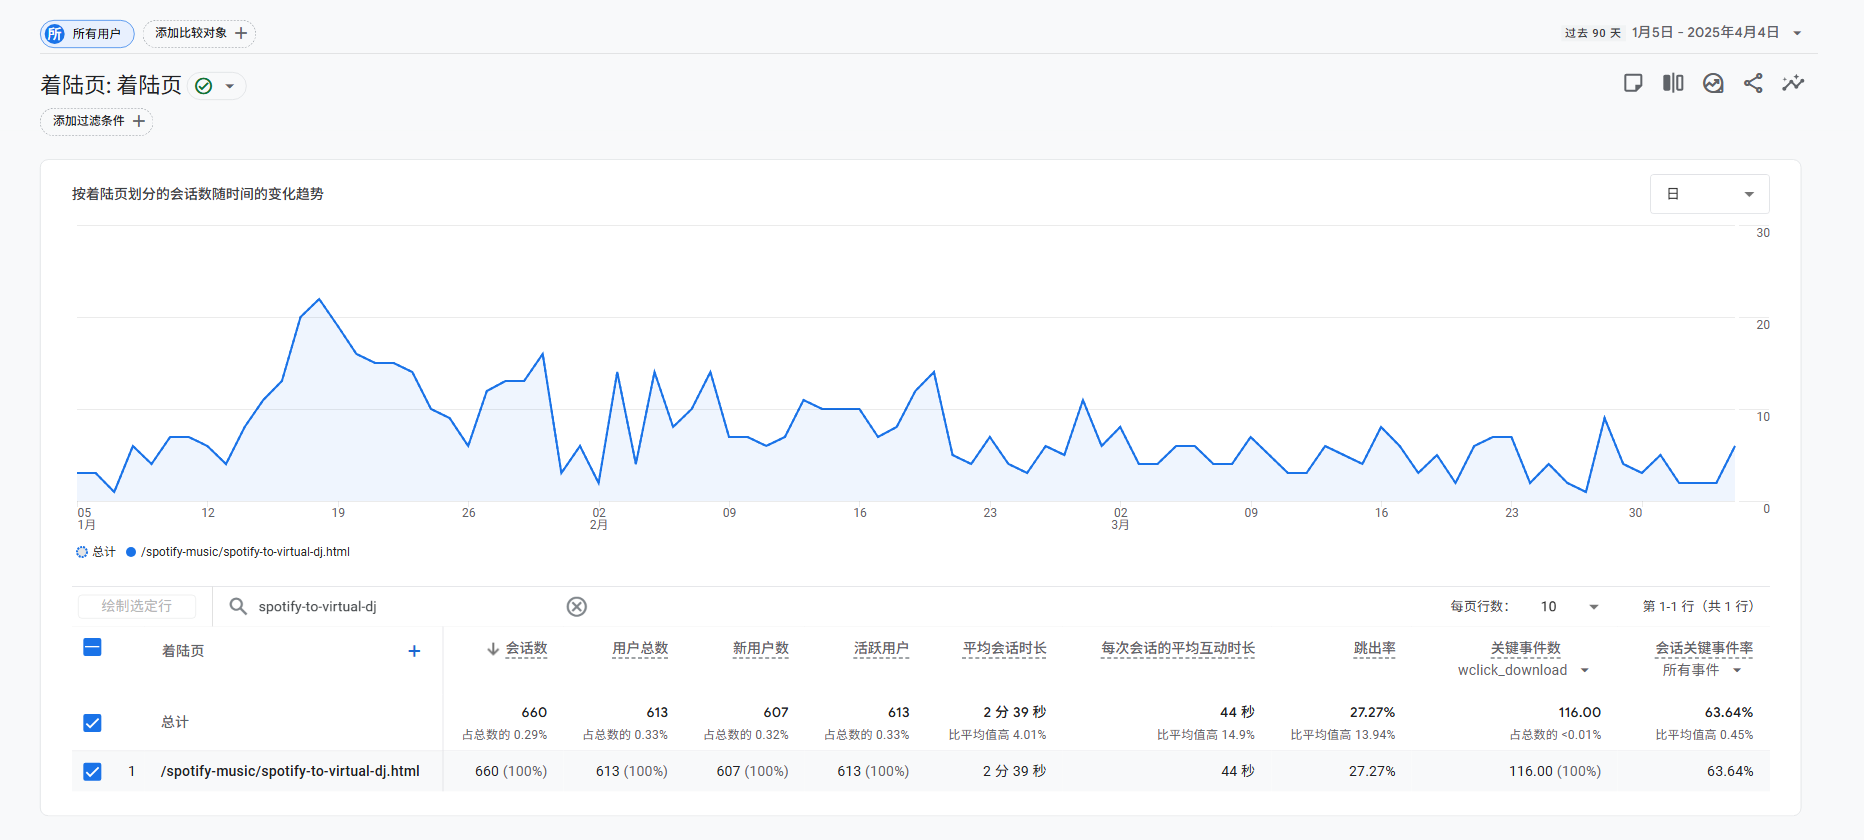 所 所有用户 添加比较对象 过去 90 天 1月5日 - 2025年4月4日
着陆页: 着陆页
添加过滤条件
按着陆页划分的会话数随时间的变化趋势 日
30
20
10
0
05 12 19 26 02 09 16 23 02 09 16 23 30
1月 2月 3月
总计 /spotify-music/spotify-to-virtual-dj.html
绘制选定行 spotify-to-virtual-dj 每页行数: 10 第 1-1 行（共 1 行）
着陆页 会话数 用户总数 新用户数 活跃用户 平均会话时长 每次会话的平均互动时长 跳出率 关键事件数 会话关键事件率
wclick_download 所有事件
总计 660 613 607 613 2 分 39 秒 44 秒 27.27% 116.00 63.64%
占总数的 0.29% 占总数的 0.33% 占总数的 0.32% 占总数的 0.33% 比平均值高 4.01% 比平均值高 14.9% 比平均值高 13.94% 占总数的 <0.01% 比平均值高 0.45%
1 /spotify-music/spotify-to-virtual-dj.html 660 (100%) 613 (100%) 607 (100%) 613 (100%) 2 分 39 秒 44 秒 27.27% 116.00 (100%) 63.64%